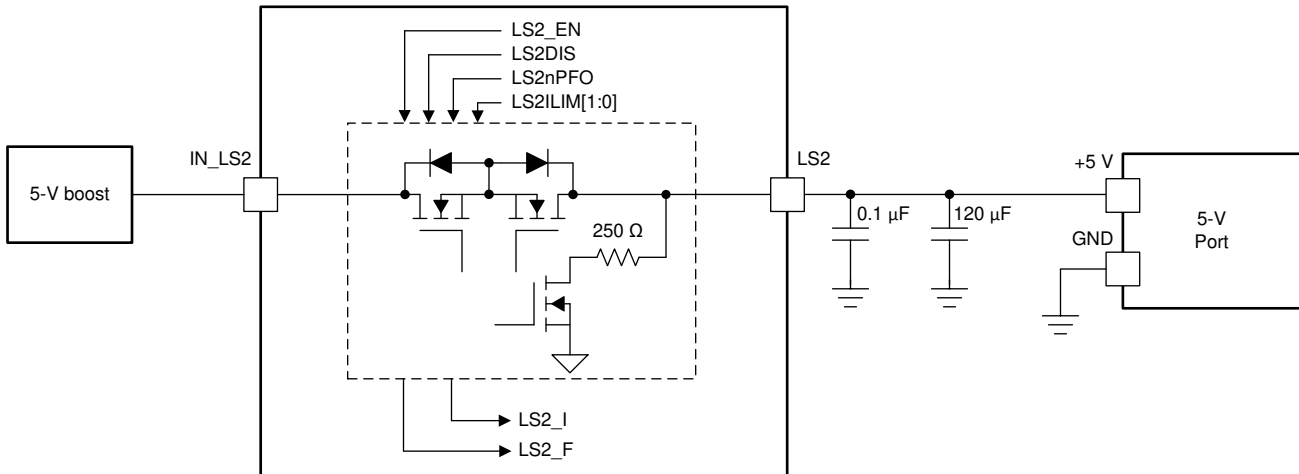 LS2_EN
LS2DIS
LS2nPFO
LS2ILIM[1:0]
5-V boost
IN_LS2
LS2
250 Ω
0.1 µF
120 µF
+5 V
GND
5-V
Port
LS2_I
LS2_F